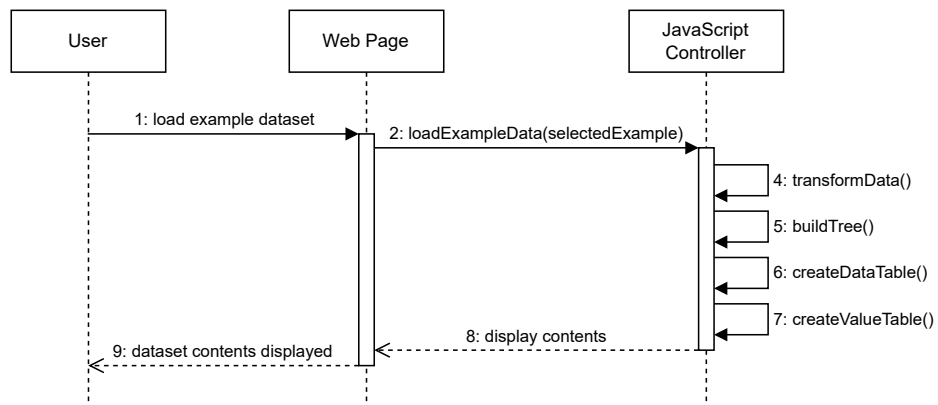 User
Web Page
JavaScript
Controller
1: load example dataset
2: loadExampleData(selectedExample)
4: transformData()
5: buildTree()
6: createDataTable()
7: createValueTable()
8: display contents
9: dataset contents displayed